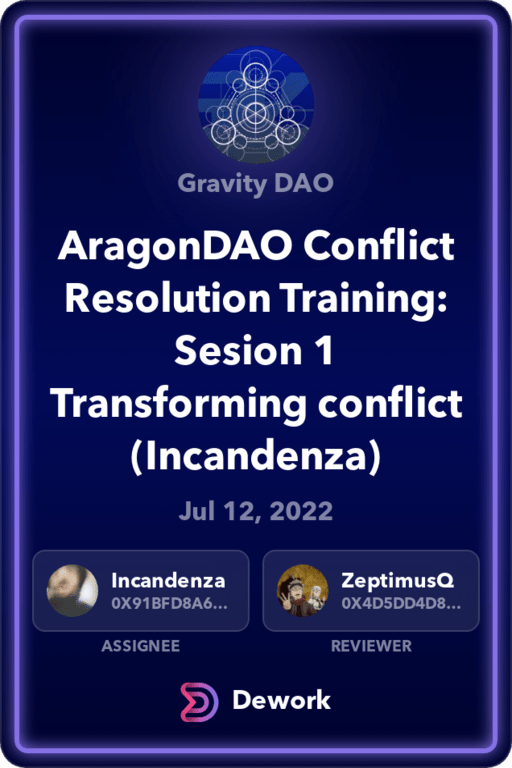 Gravity DAO
AragonDAO Conflict
Resolution Training:
Sesion 1
Transforming conflict
(Incandenza)
Jul 12, 2022
Incandenza
0X91BFD8A6...
ZeptimusQ
0X4D5DD4D8...
ASSIGNEE
REVIEWER
Dework